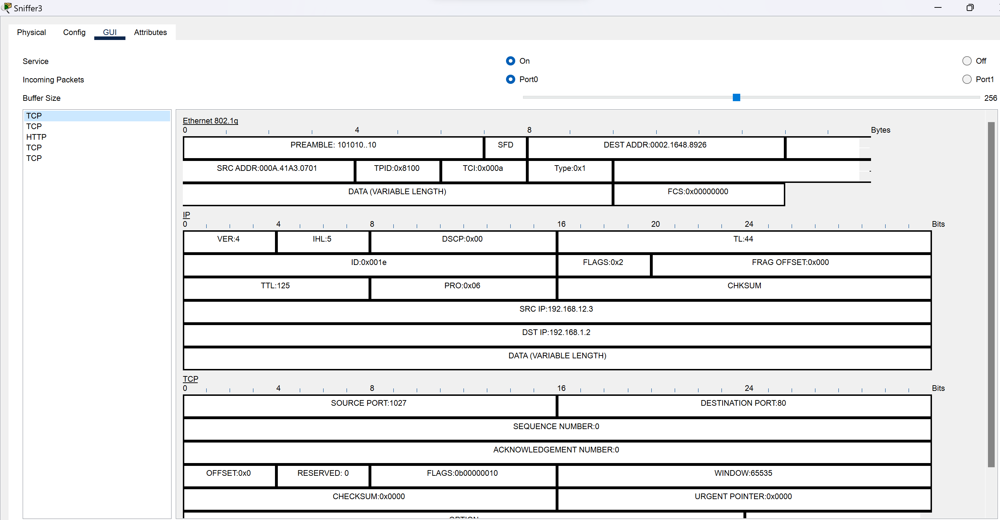 Sniffer3
Physical Config GUI Attributes
Service On Off
Incoming Packets Port0 Port1
Buffer Size 256
TCP
TCP
HTTP
TCP
TCP
Ethernet 802.1q
0 4 8 Bytes
PREAMBLE: 101010..10 SFD DEST ADDR:0002.1648.8926
SRC ADDR:000A.41A3.0701 TPID:0x8100 TCI:0x000a Type:0x1
DATA (VARIABLE LENGTH) FCS:0x00000000
IP
0 4 8 16 20 24 Bits
VER:4 IHL:5 DSCP:0x00 TL:44
ID:0x001e FLAGS:0x2 FRAG OFFSET:0x000
TTL:125 PRO:0x06 CHKSUM
SRC IP:192.168.12.3
DST IP:192.168.1.2
DATA (VARIABLE LENGTH)
TCP
0 4 8 16 24 Bits
SOURCE PORT:1027 DESTINATION PORT:80
SEQUENCE NUMBER:0
ACKNOWLEDGEMENT NUMBER:0
OFFSET:0x0 RESERVED: 0 FLAGS:0b00000010 WINDOW:65535
CHECKSUM:0x0000 URGENT POINTER:0x0000